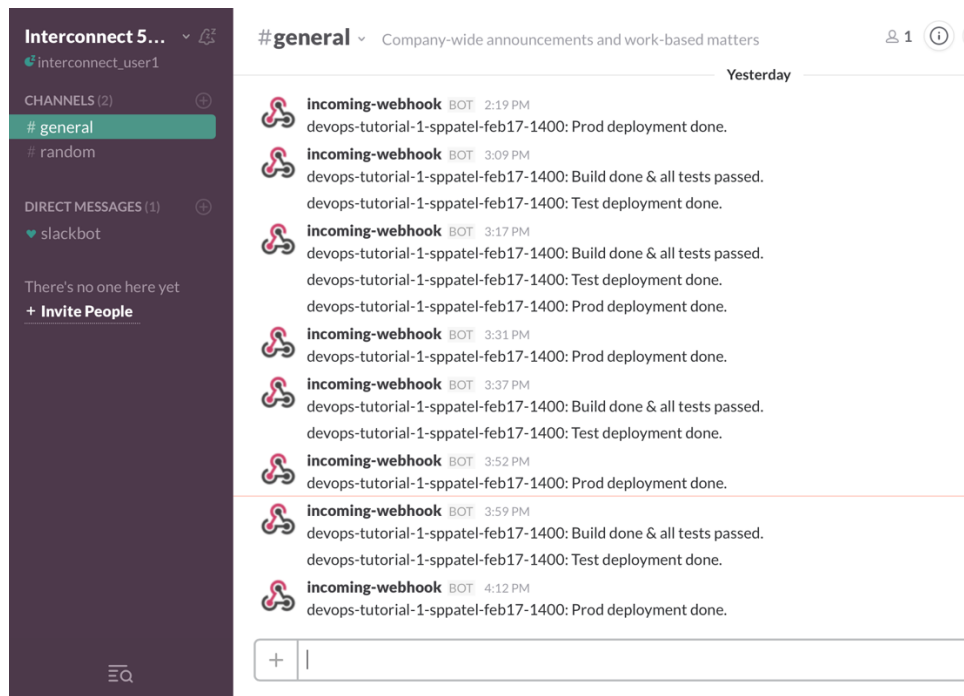 Interconnect 5...
interconnect_user1
CHANNELS (2)
# general
# random
DIRECT MESSAGES (1)
slackbot
There's no one here yet
+ Invite People
#general
Company-wide announcements and work-based matters
1
Yesterday
incoming-webhook BOT 2:19 PM
devops-tutorial-1-sppatel-feb17-1400: Prod deployment done.
incoming-webhook BOT 3:09 PM
devops-tutorial-1-sppatel-feb17-1400: Build done & all tests passed.
devops-tutorial-1-sppatel-feb17-1400: Test deployment done.
incoming-webhook BOT 3:17 PM
devops-tutorial-1-sppatel-feb17-1400: Build done & all tests passed.
devops-tutorial-1-sppatel-feb17-1400: Test deployment done.
devops-tutorial-1-sppatel-feb17-1400: Prod deployment done.
incoming-webhook BOT 3:31 PM
devops-tutorial-1-sppatel-feb17-1400: Prod deployment done.
incoming-webhook BOT 3:37 PM
devops-tutorial-1-sppatel-feb17-1400: Build done & all tests passed.
devops-tutorial-1-sppatel-feb17-1400: Test deployment done.
incoming-webhook BOT 3:52 PM
devops-tutorial-1-sppatel-feb17-1400: Prod deployment done.
incoming-webhook BOT 3:59 PM
devops-tutorial-1-sppatel-feb17-1400: Build done & all tests passed.
devops-tutorial-1-sppatel-feb17-1400: Test deployment done.
incoming-webhook BOT 4:12 PM
devops-tutorial-1-sppatel-feb17-1400: Prod deployment done.